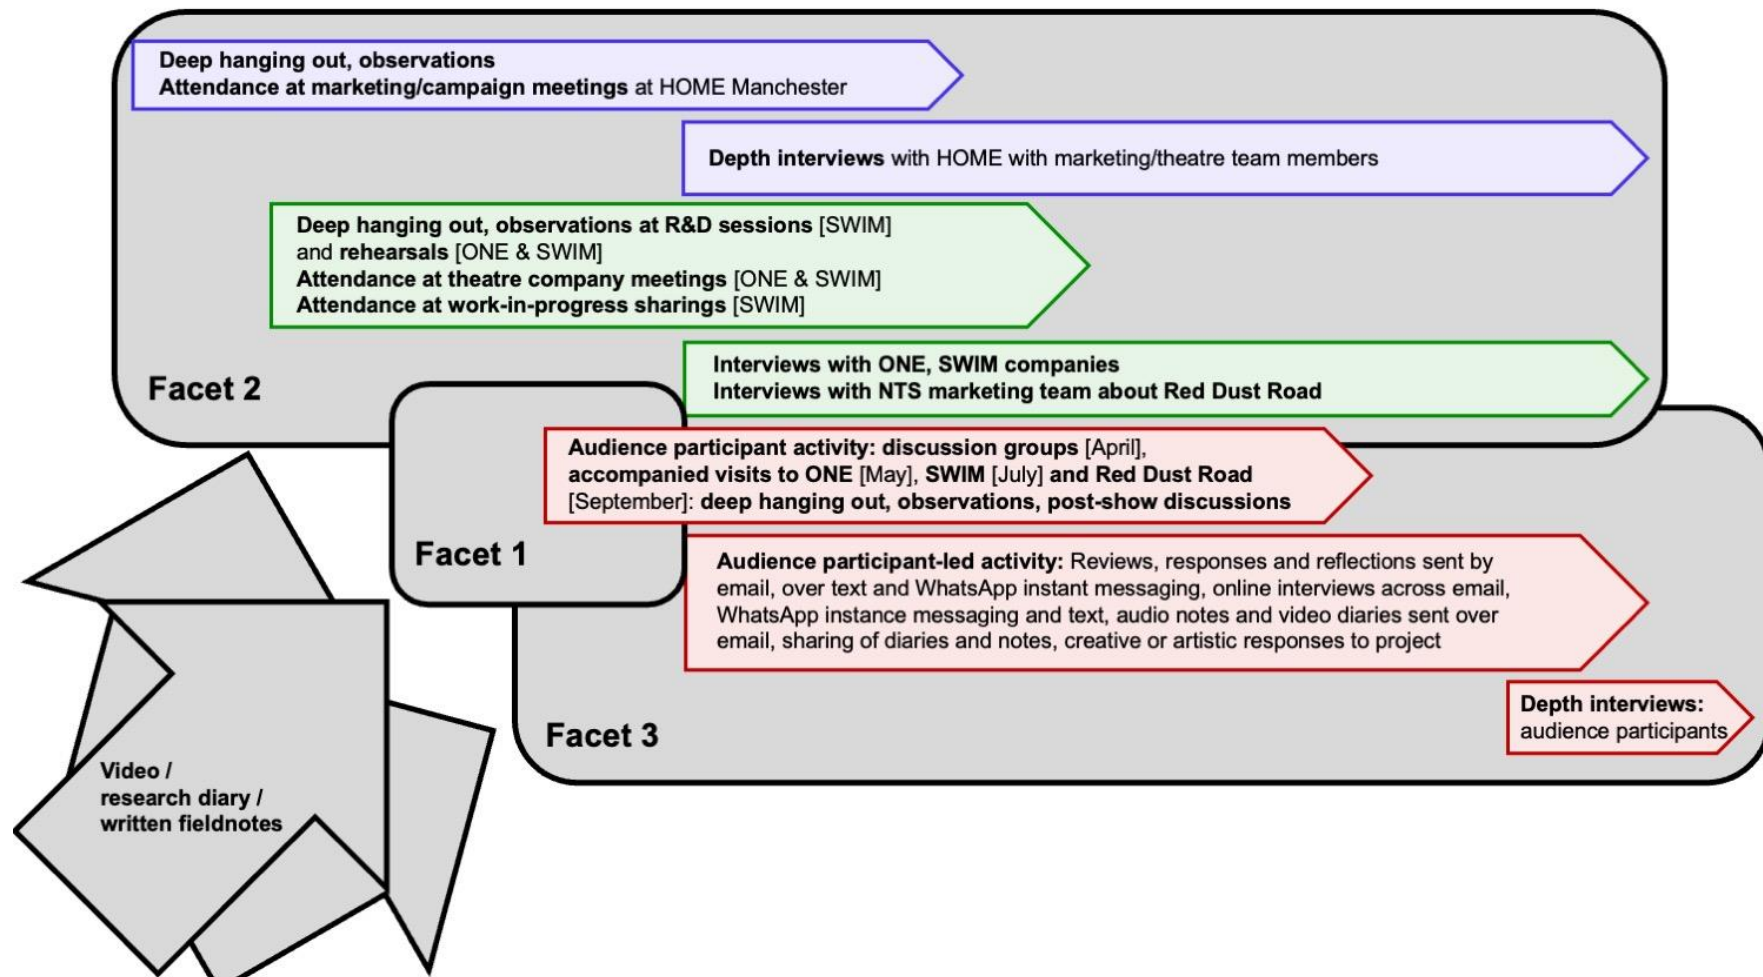 Deep hanging out, observations
Attendance at marketing/campaign meetings at HOME Manchester
Depth interviews with HOME with marketing/theatre team members
Deep hanging out, observations at R&D sessions [SWIM]
and rehearsals [ONE & SWIM]
Attendance at theatre company meetings [ONE & SWIM]
Attendance at work-in-progress sharings [SWIM]
Interviews with ONE, SWIM companies
Interviews with NTS marketing team about Red Dust Road
Facet 2
Audience participant activity: discussion groups [April],
accompanied visits to ONE [May], SWIM [July] and Red Dust Road
[September]: deep hanging out, observations, post-show discussions
Facet 1
Audience participant-led activity: Reviews, responses and reflections sent by
email, over text and WhatsApp instant messaging, online interviews across email,
WhatsApp instance messaging and text, audio notes and video diaries sent over
email, sharing of diaries and notes, creative or artistic responses to project
Depth interviews:
audience participants
Facet 3
Video /
research diary /
written fieldnotes